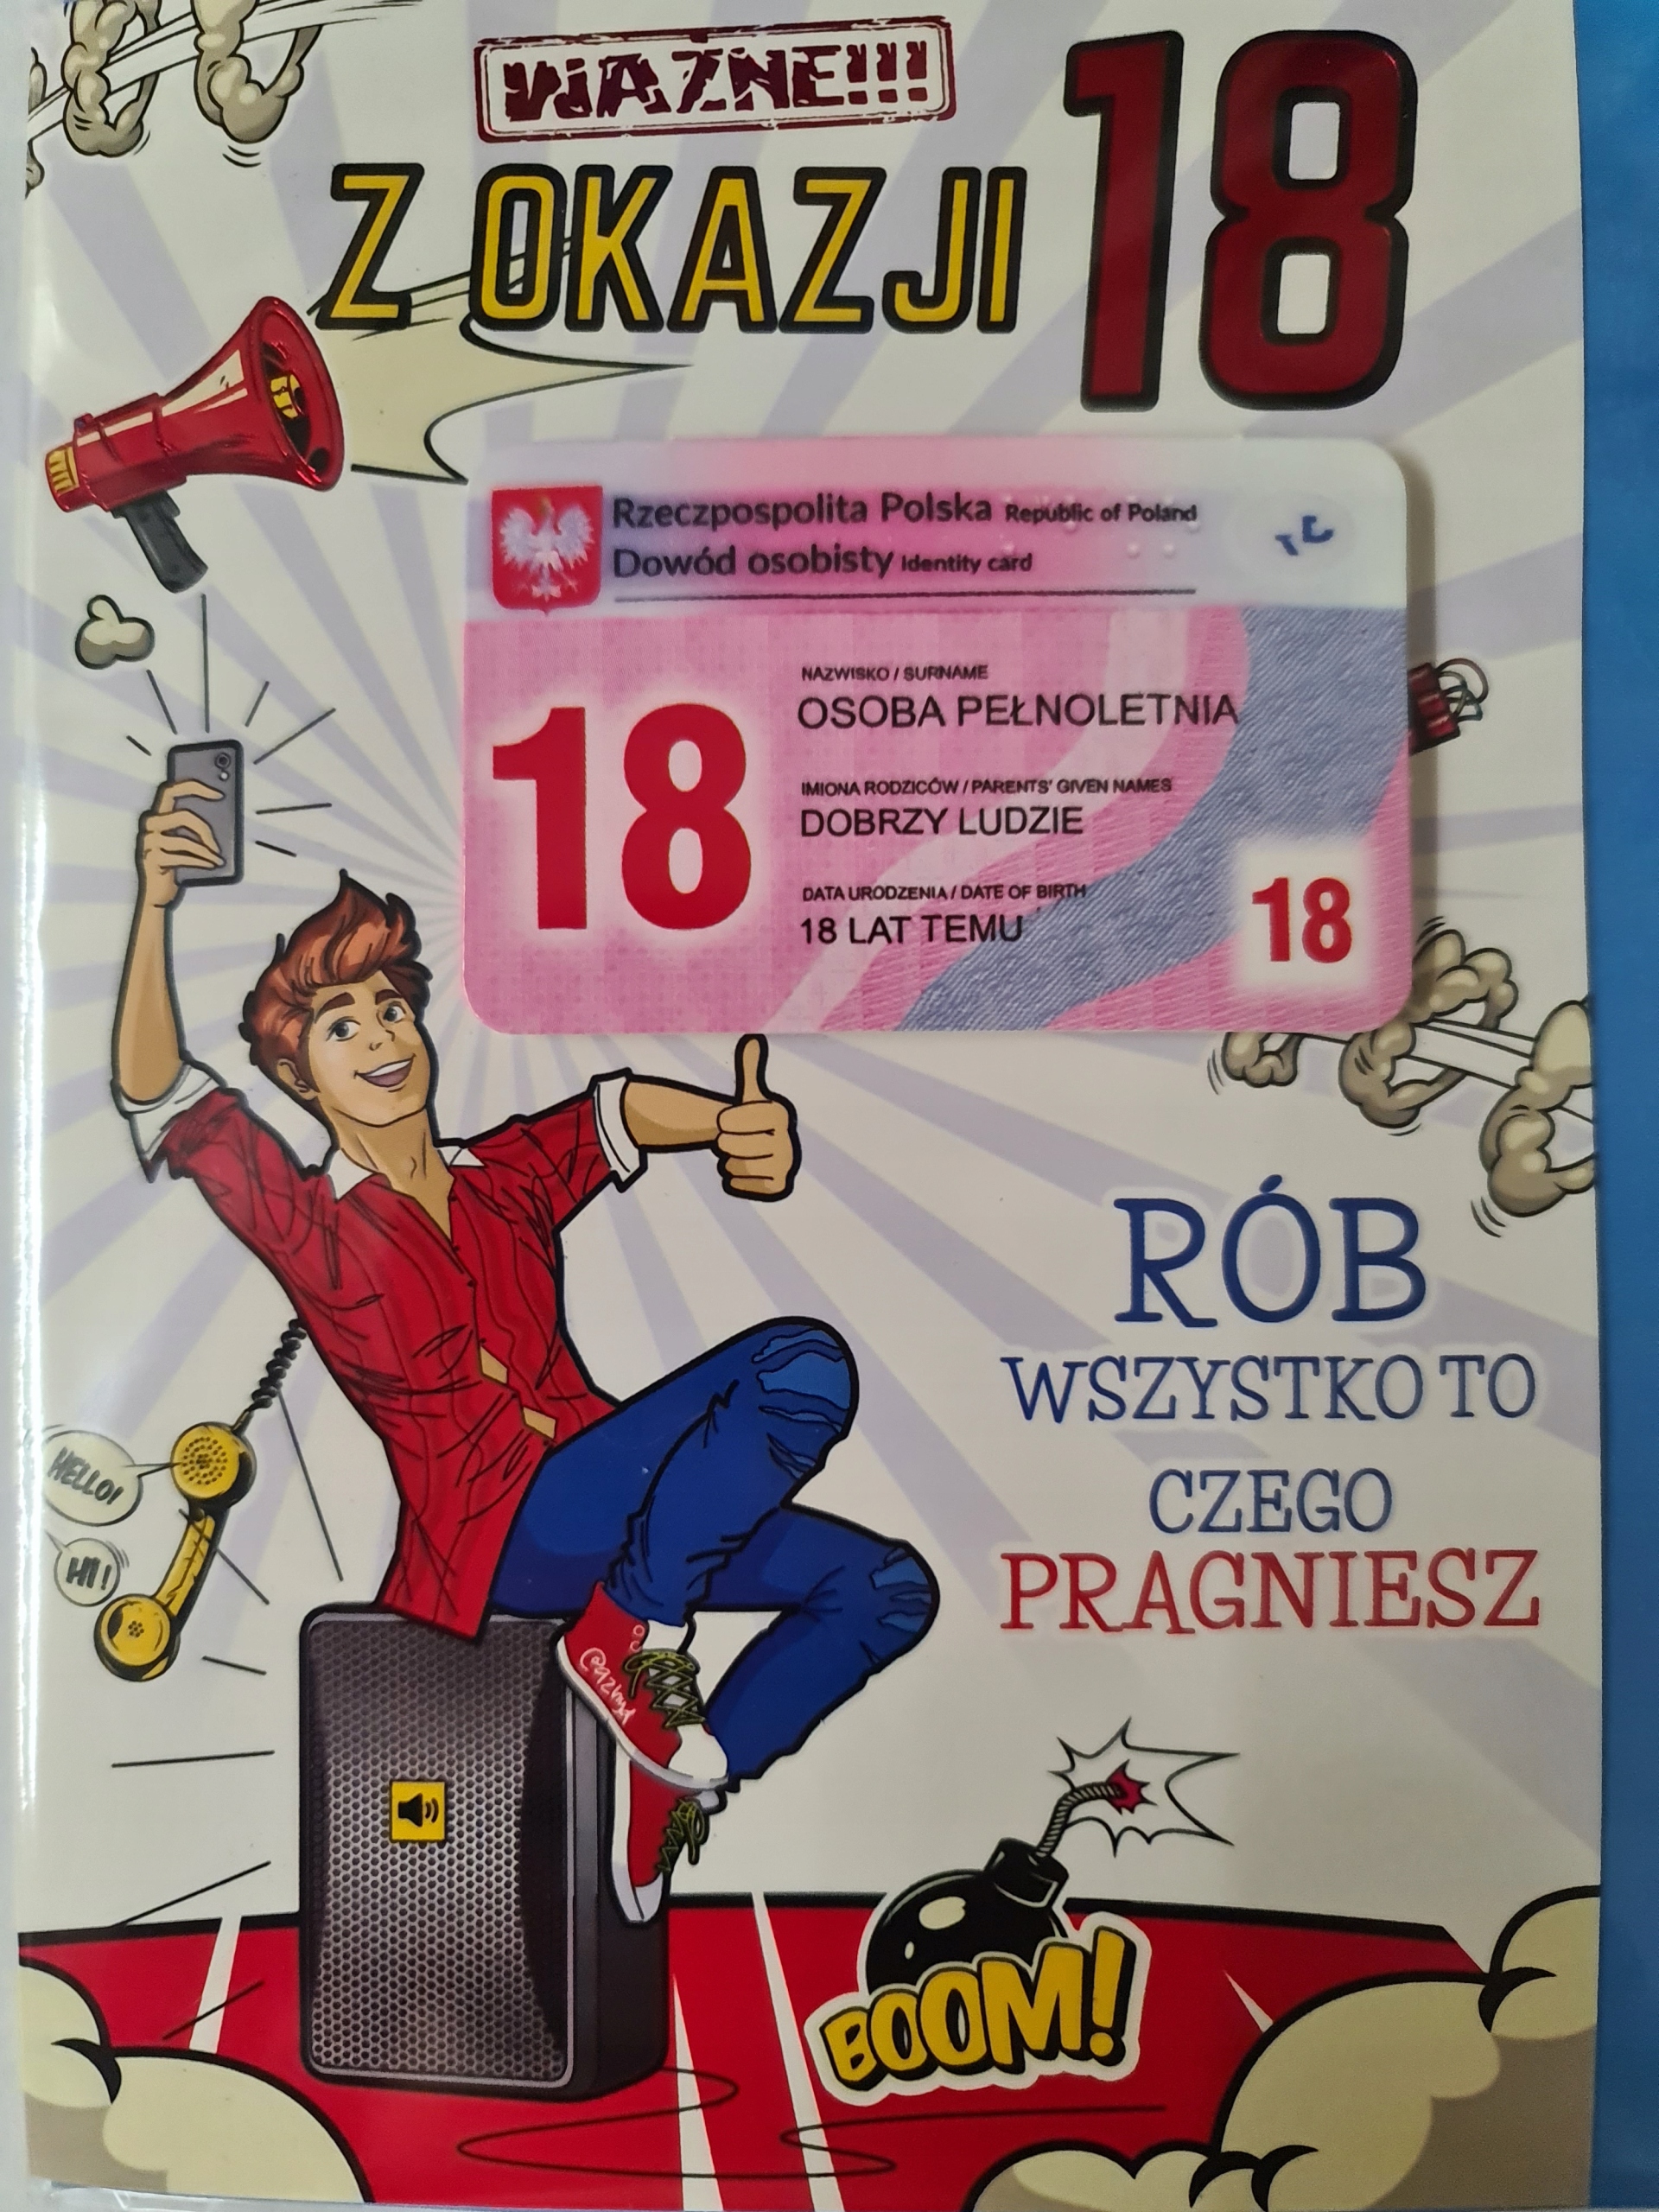 WAŻNE!!!
Z OKAZJI 18
Rzeczpospolita Polska Republic of Poland
Dowód osobisty Identity card
NAZWISKO / SURNAME
OSOBA PEŁNOLETNIA
IMIONA RODZICÓW / PARENTS' GIVEN NAMES
DOBRZY LUDZIE
DATA URODZENIA / DATE OF BIRTH
18 LAT TEMU
18
18
RÓB
WSZYSTKO TO
CZEGO
PRAGNIESZ
HELLO!
HI!
BOOM!